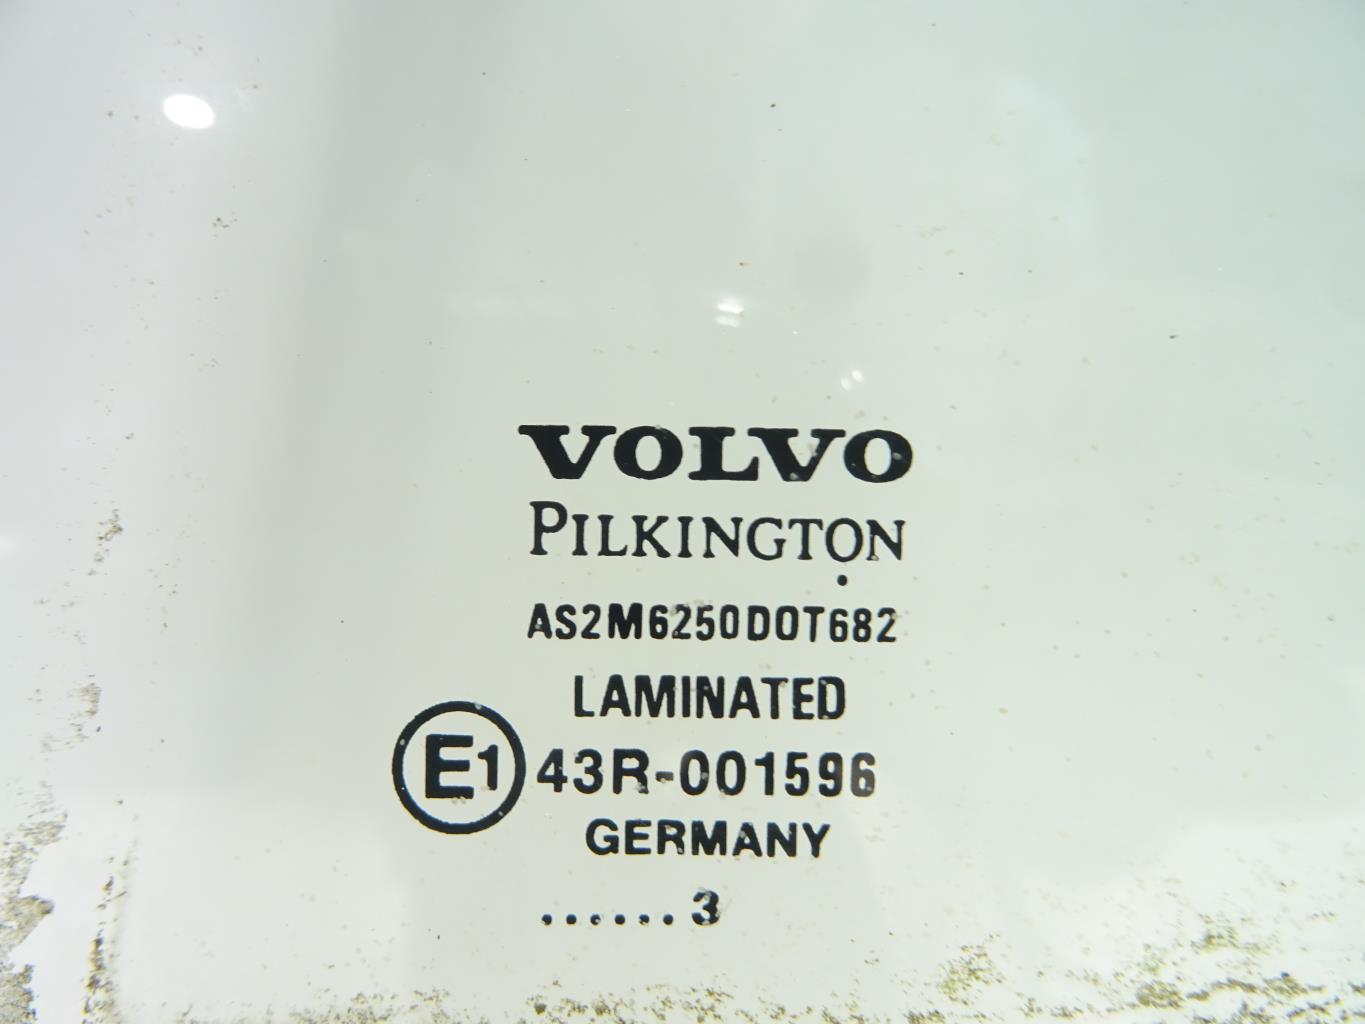 VOLVO
PILKINGTON
.
AS2M6250DOT682
LAMINATED
E1 43R-001596
GERMANY
......3